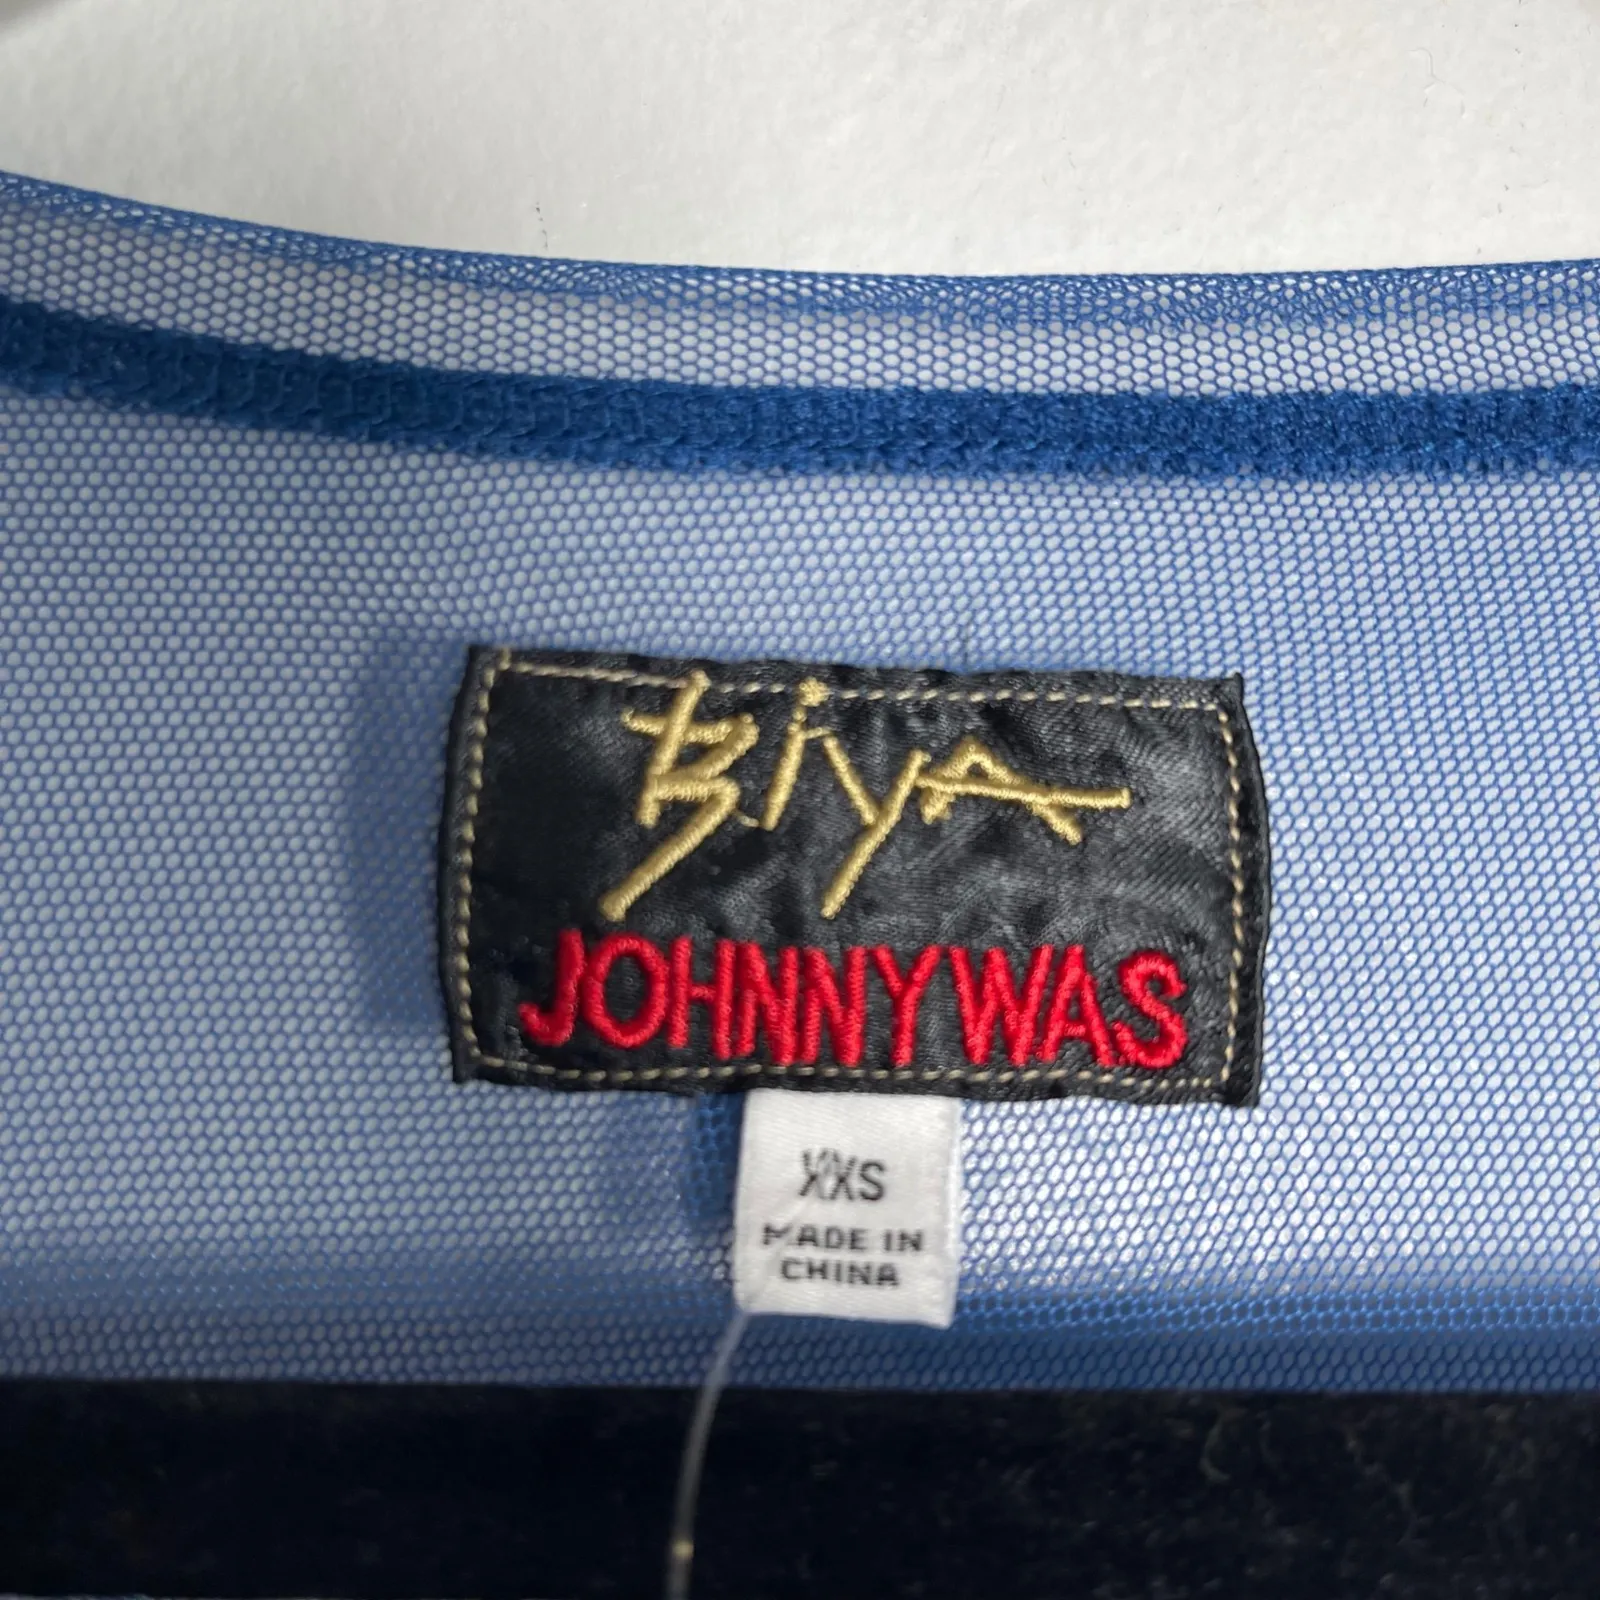 Biya
JOHNNY WAS
XXS
MADE IN
CHINA